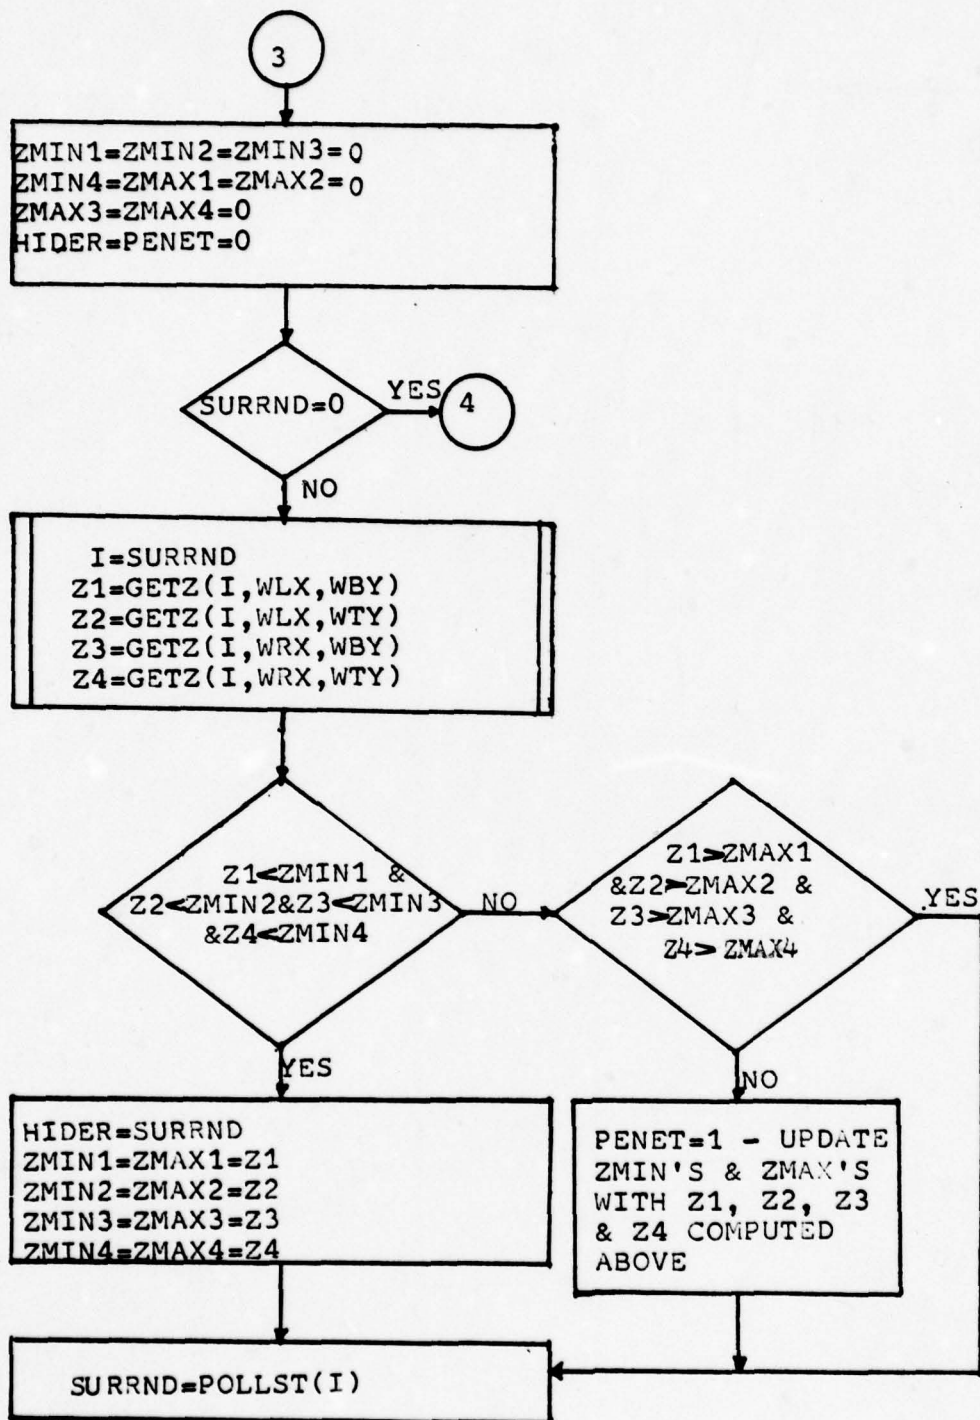 3
ZMIN1=ZMIN2=ZMIN3=0
ZMIN4=ZMAX1=ZMAX2=0
ZMAX3=ZMAX4=0
HIDER=PENET=0
SURRND=0
YES
4
NO
I=SURRND
Z1=GETZ(I,WLX,WBY)
Z2=GETZ(I,WLX,WTY)
Z3=GETZ(I,WRX,WBY)
Z4=GETZ(I,WRX,WTY)
Z1<ZMIN1 &
Z2<ZMIN2&Z3<ZMIN3
&Z4<ZMIN4
NO
Z1>ZMAX1
&Z2>ZMAX2 &
Z3>ZMAX3 &
Z4> ZMAX4
YES
YES
NO
HIDER=SURRND
ZMIN1=ZMAX1=Z1
ZMIN2=ZMAX2=Z2
ZMIN3=ZMAX3=Z3
ZMIN4=ZMAX4=Z4
PENET=1 - UPDATE
ZMIN'S & ZMAX'S
WITH Z1, Z2, Z3
& Z4 COMPUTED
ABOVE
SURRND=POLLST(I)